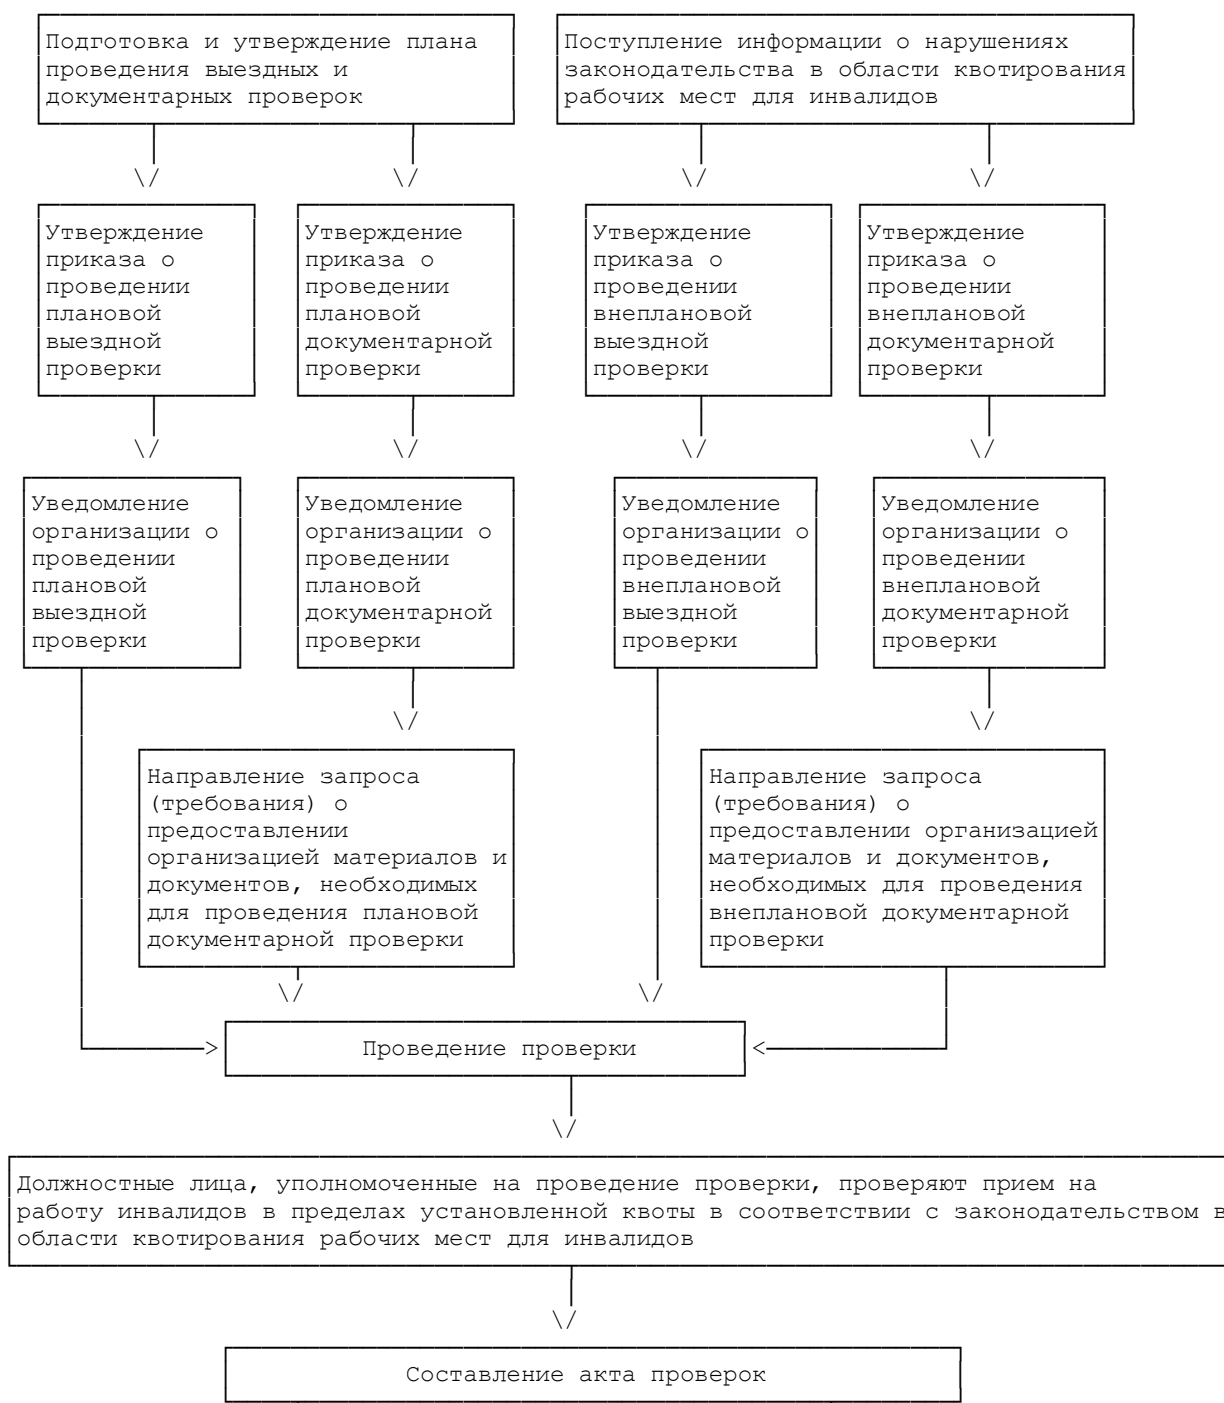 Подготовка и утверждение плана
проведения выездных и
документарных проверок
Поступление информации о нарушениях
законодательства в области квотирования
рабочих мест для инвалидов
Утверждение
приказа о
проведении
плановой
выездной
проверки
Утверждение
приказа о
проведении
плановой
документарной
проверки
Утверждение
приказа о
проведении
внеплановой
выездной
проверки
Утверждение
приказа о
проведении
внеплановой
документарной
проверки
Уведомление
организации о
проведении
плановой
выездной
проверки
Уведомление
организации о
проведении
плановой
документарной
проверки
Уведомление
организации о
проведении
внеплановой
выездной
проверки
Уведомление
организации о
проведении
внеплановой
документарной
проверки
Направление запроса
(требования) о
предоставлении
организацией материалов и
документов, необходимых
для проведения плановой
документарной проверки
Направление запроса
(требования) о
предоставлении организацией
материалов и документов,
необходимых для проведения
внеплановой документарной
проверки
Проведение проверки
Должностные лица, уполномоченные на проведение проверки, проверяют прием на
работу инвалидов в пределах установленной квоты в соответствии с законодательством в
области квотирования рабочих мест для инвалидов
Составление акта проверок